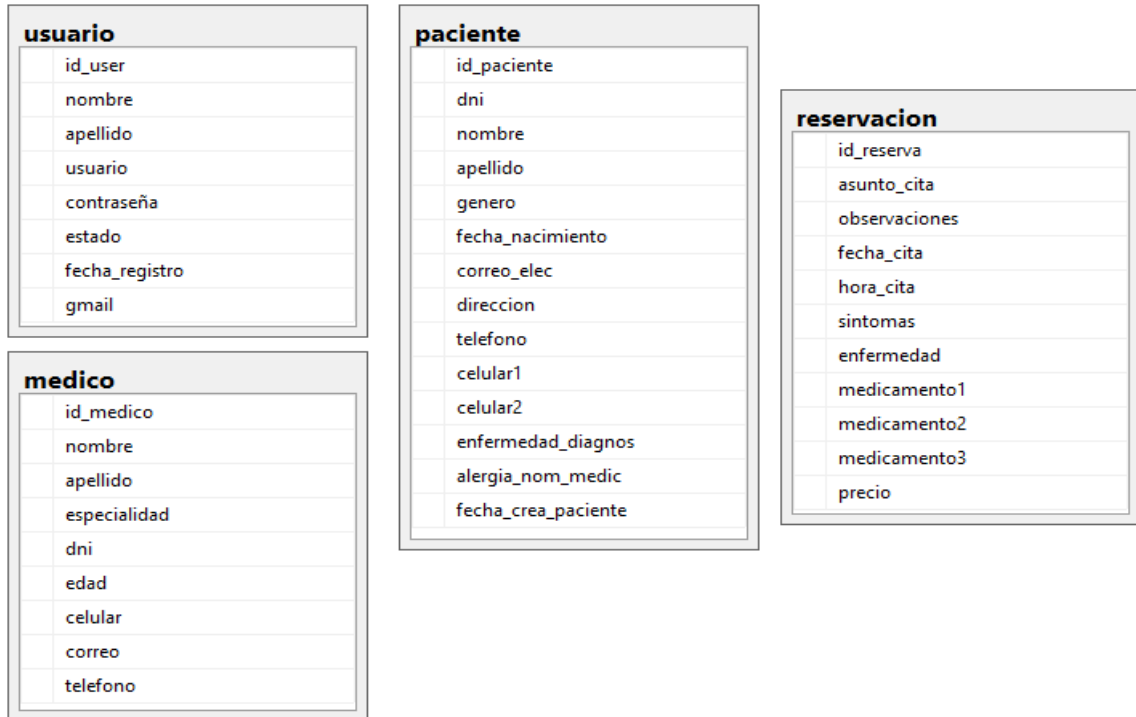 usuario
id_user
nombre
apellido
usuario
contraseña
estado
fecha_registro
gmail
medico
id_medico
nombre
apellido
especialidad
dni
edad
celular
correo
telefono
paciente
id_paciente
dni
nombre
apellido
genero
fecha_nacimiento
correo_elec
direccion
telefono
celular1
celular2
enfermedad_diagnos
alergia_nom_medic
fecha_crea_paciente
reservacion
id_reserva
asunto_cita
observaciones
fecha_cita
hora_cita
sintomas
enfermedad
medicamento1
medicamento2
medicamento3
precio